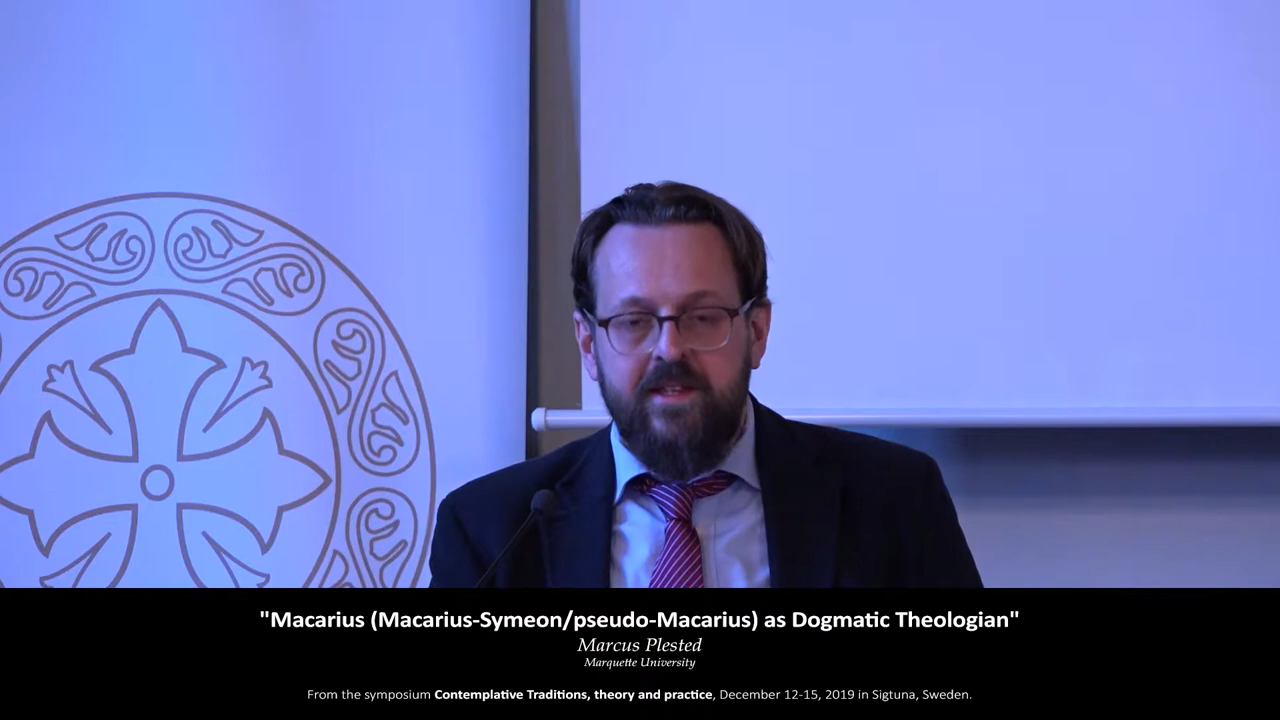 "Macarius (Macarius-Symeon/pseudo-Macarius) as Dogmatic Theologian"
Marcus Plested
Marquette University
From the symposium Contemplative Traditions, theory and practice, December 12-15, 2019 in Sigtuna, Sweden.